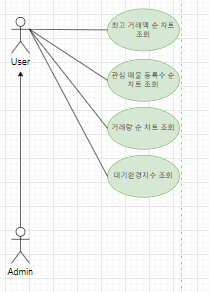 최고 거래액 순 차트
조회
User
관심 매물 등록수 순
차트 조회
거래량 순 차트 조회
대기환경지수 조회
Admin